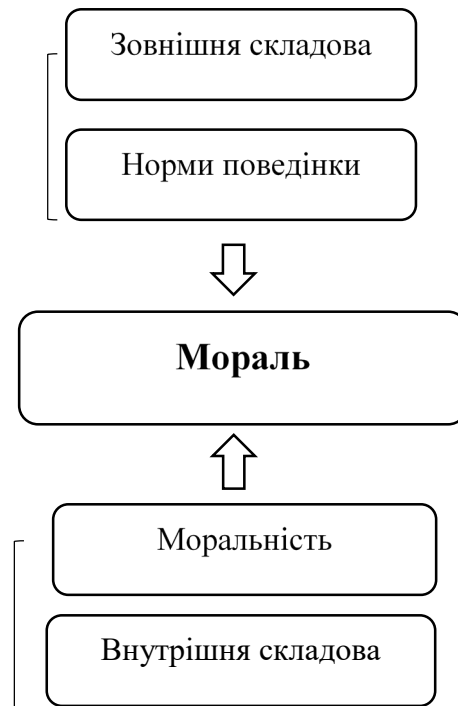 Зовнішня складова
Норми поведінки
Мораль
Моральність
Внутрішня складова